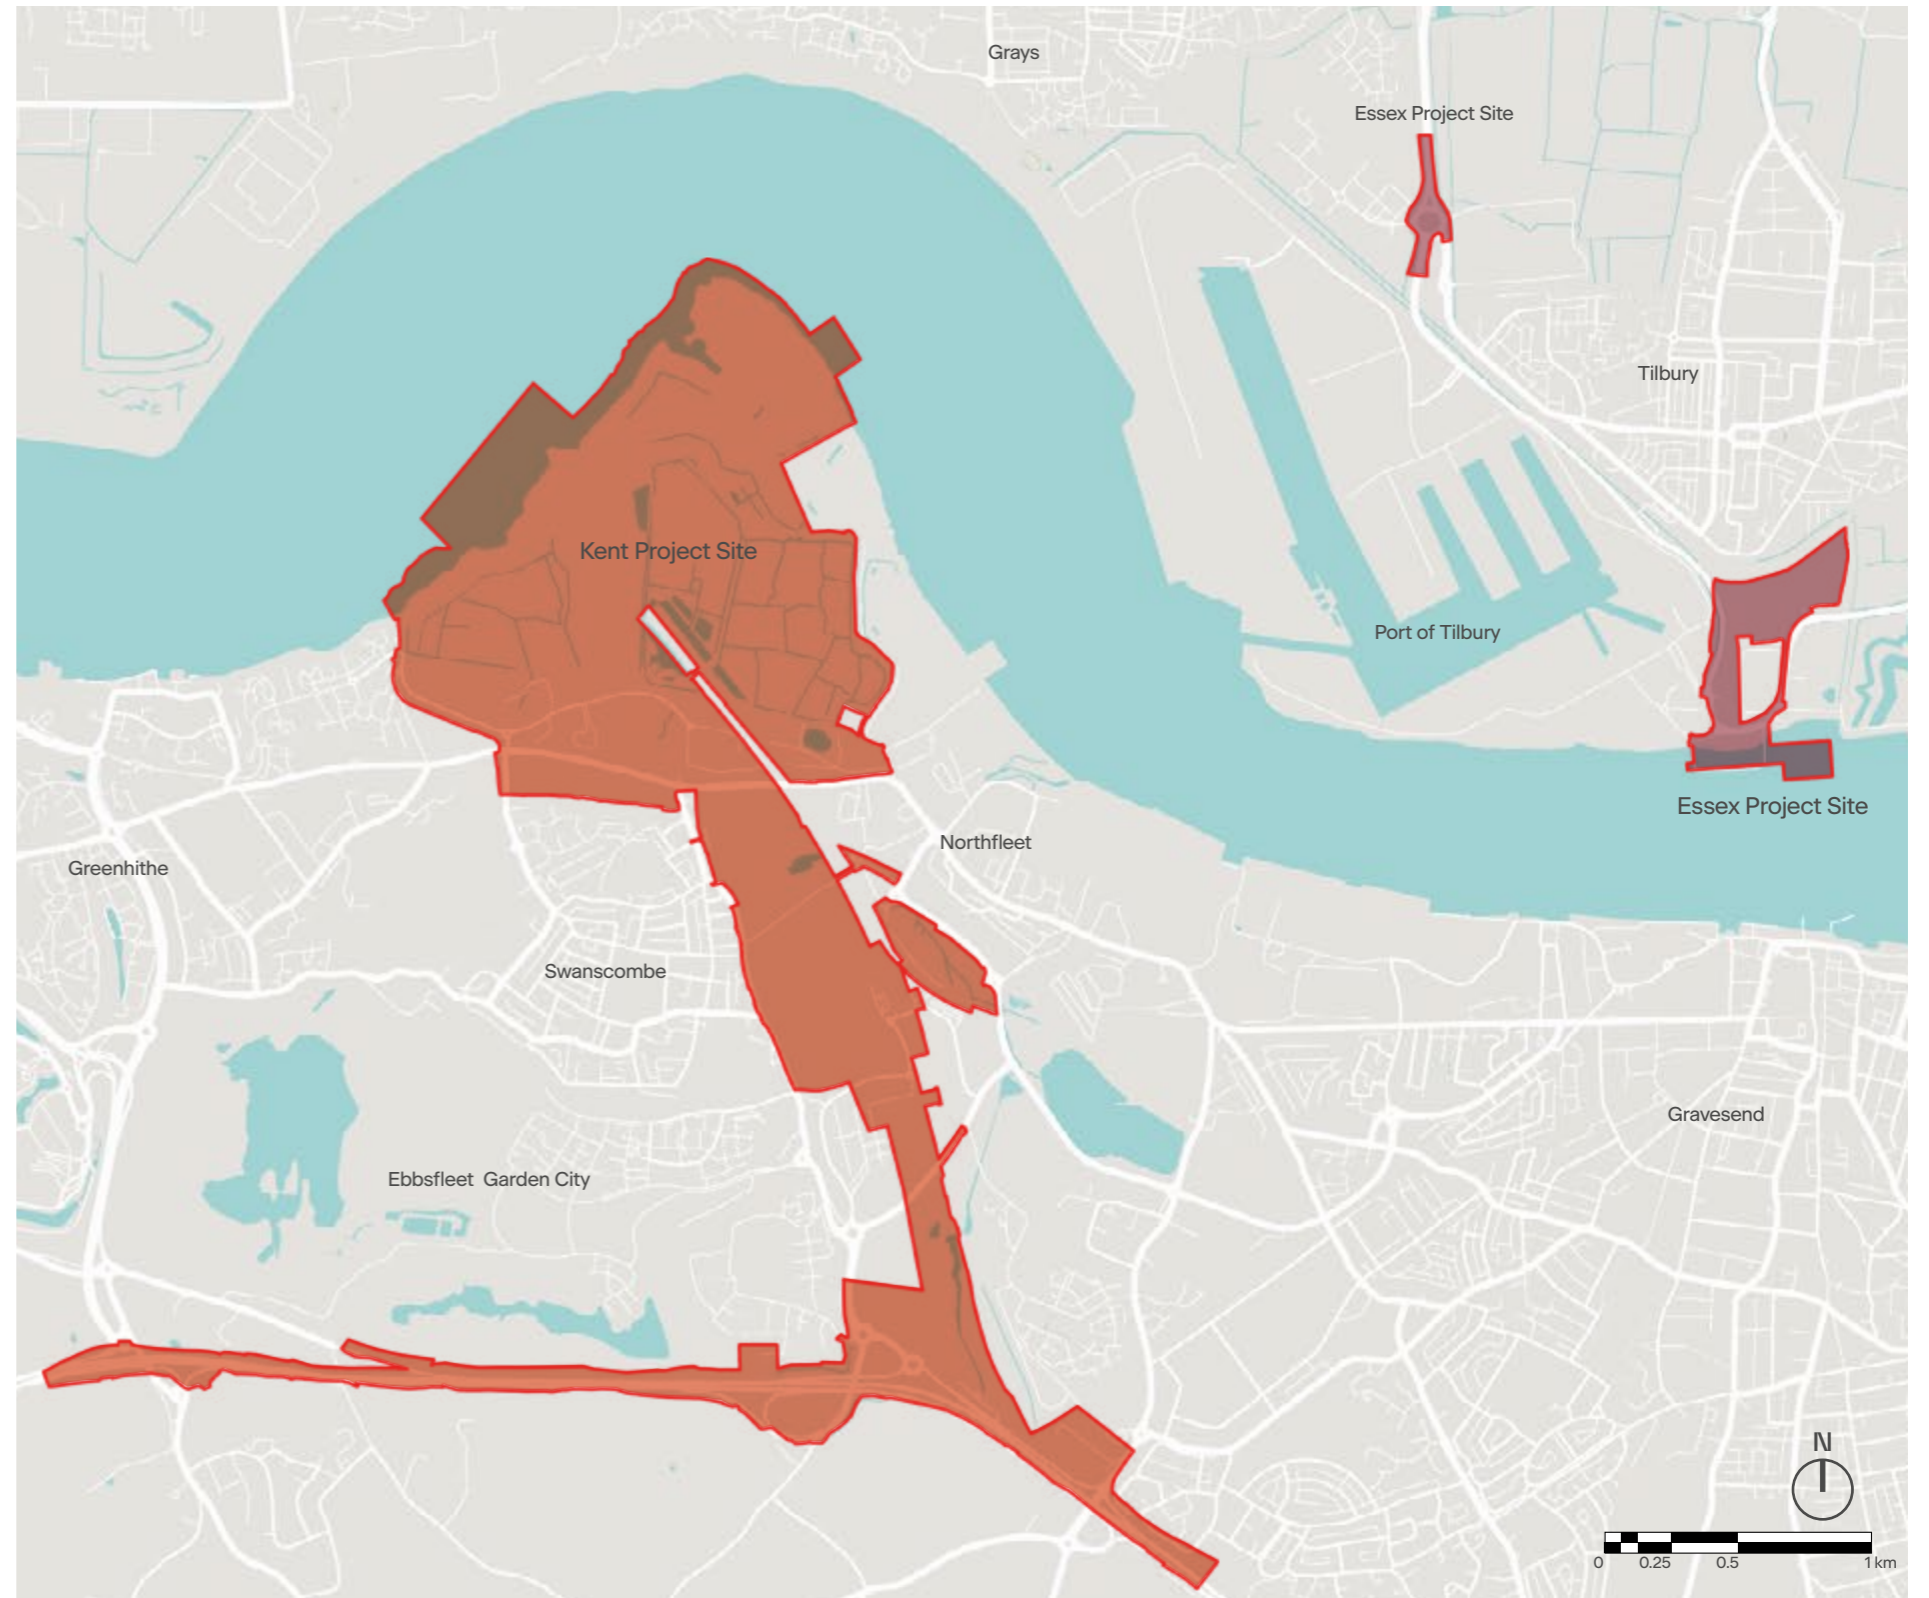 Grays
Essex Project Site
Tilbury
Kent Project Site
Port of Tilbury
Essex Project Site
Northfleet
Greenhithe
Swanscombe
Gravesend
Ebbsfleet Garden City
N
0 0.25 0.5 1 km